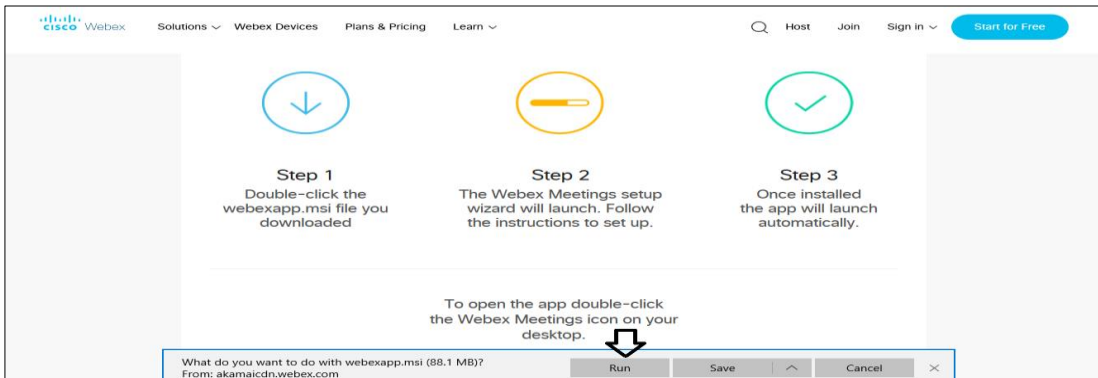 cisco Webex Solutions Webex Devices Plans & Pricing Learn Host Join Sign in Start for Free
Step 1
Double-click the
webexapp.msi file you
downloaded
Step 2
The Webex Meetings setup
wizard will launch. Follow
the instructions to set up.
Step 3
Once installed
the app will launch
automatically.
To open the app double-click
the Webex Meetings icon on your
desktop.
What do you want to do with webexapp.msi (88.1 MB)?
From: akamaicdn.webex.com
Run Save Cancel